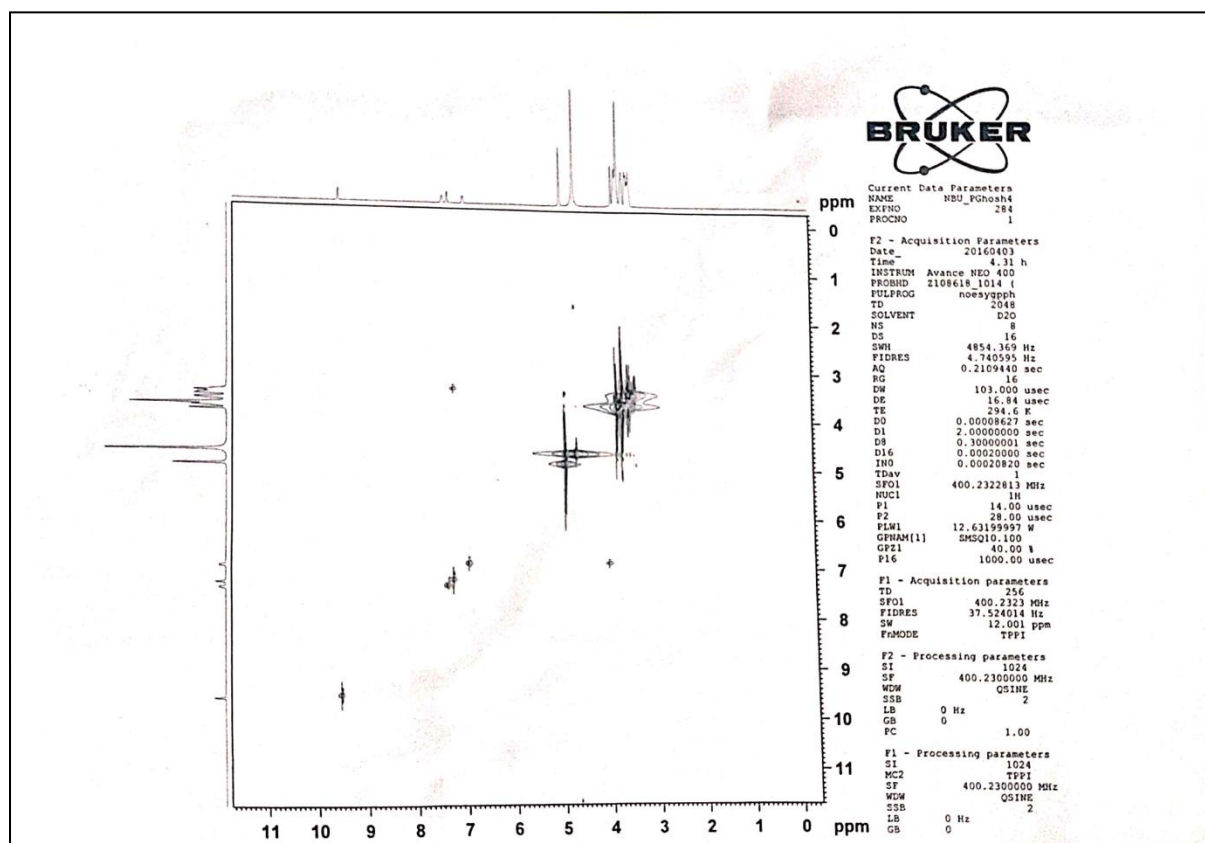 BRUKER
Current Data Parameters
NAME NBU_PGhosh4
EXPNO 284
PROCNO 1
F2 - Acquisition Parameters
Date_ 20160403
Time 4.31 h
INSTRUM Avance NEO 400
PROBHD Z108618_1014 (
PULPROG noesygpph
TD 2048
SOLVENT D2O
NS 8
DS 16
SWH 4854.369 Hz
FIDRES 4.740595 Hz
AQ 0.2109440 sec
RG 16
DW 103.000 usec
DE 16.84 usec
TE 294.6 K
D0 0.00008627 sec
D1 2.00000000 sec
D8 0.30000001 sec
D16 0.00020000 sec
IN0 0.00020820 sec
TDav 1
SFO1 400.2322813 MHz
NUC1 1H
P1 14.00 usec
P2 28.00 usec
PLW1 12.63199997 W
GPNAM[1] SMSQ10.100
GPZ1 40.00 %
P16 1000.00 usec
F1 - Acquisition parameters
TD 256
SFO1 400.2323 MHz
FIDRES 37.524014 Hz
SW 12.001 ppm
FnMODE TPPI
F2 - Processing parameters
SI 1024
SF 400.2300000 MHz
WDW QSINE
SSB 2
LB 0 Hz
GB 0
PC 1.00
F1 - Processing parameters
SI 1024
MC2 TPPI
SF 400.2300000 MHz
WDW QSINE
SSB 2
LB 0 Hz
GB 0
ppm
0
1
2
3
4
5
6
7
8
9
10
11
11 10 9 8 7 6 5 4 3 2 1 0 ppm